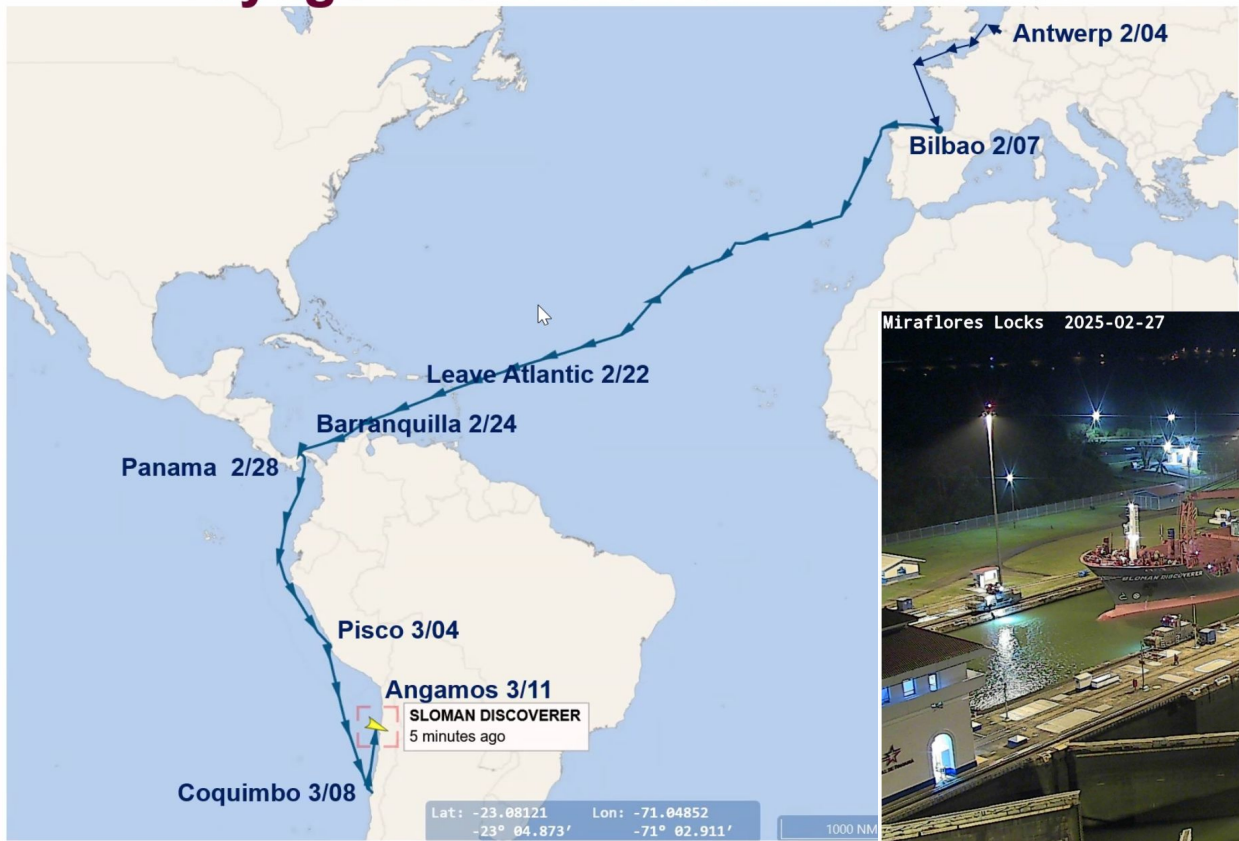 Antwerp 2/04
Bilbao 2/07
Miraflores Locks 2025-02-27
Leave Atlantic 2/22
Barranquilla 2/24
Panama 2/28
Pisco 3/04
Angamos 3/11
SLOMAN DISCOVERER
5 minutes ago
Coquimbo 3/08
Lat: -23.08121 Lon: -71.04852
-23° 04.873′ -71° 02.911′
1000 NM
SLOMAN DISCOVERER